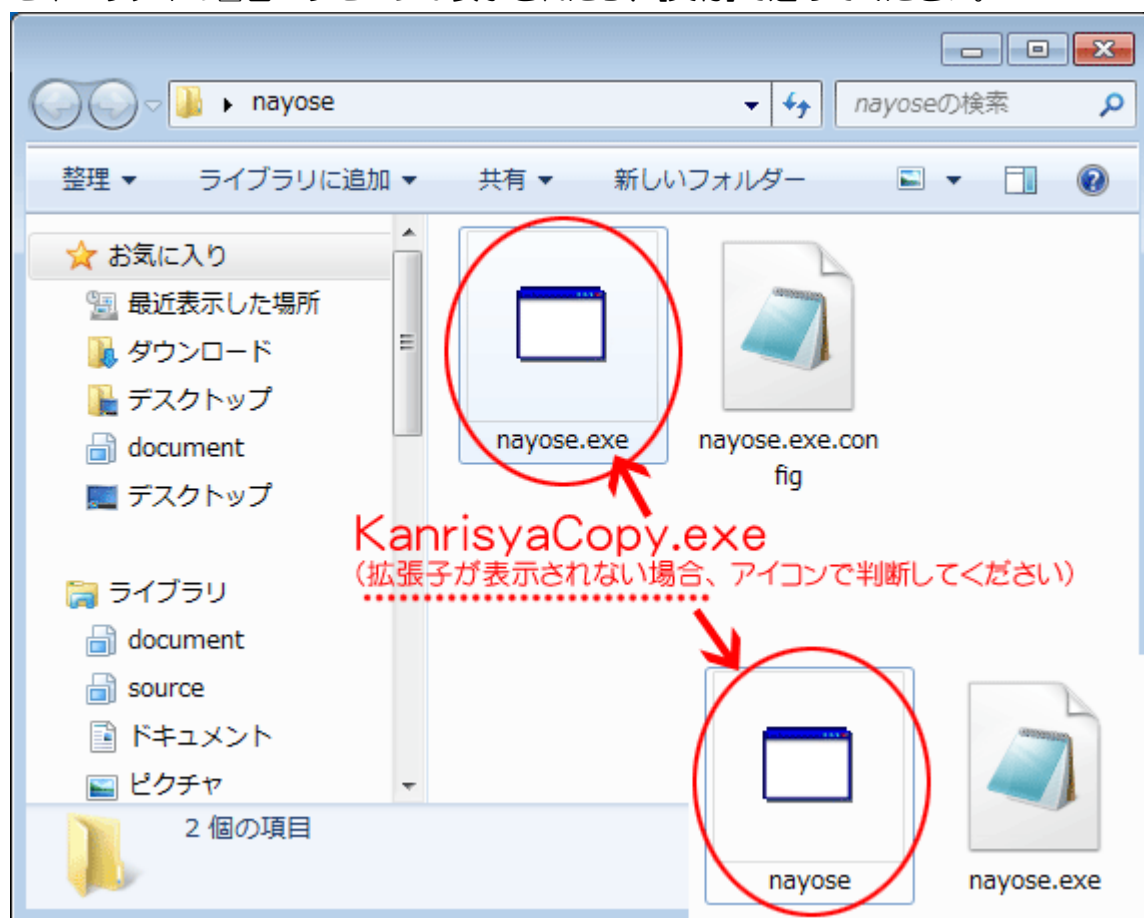 nayose
nayoseの検索
整理 ライブラリに追加 共有 新しいフォルダー
お気に入り
最近表示した場所
ダウンロード
デスクトップ
document
デスクトップ
ライブラリ
document
source
ドキュメント
ピクチャ
nayose.exe
nayose.exe.con
fig
KanrisyaCopy.exe
(拡張子が表示されない場合、アイコンで判断してください)
nayose
nayose.exe
2 個の項目